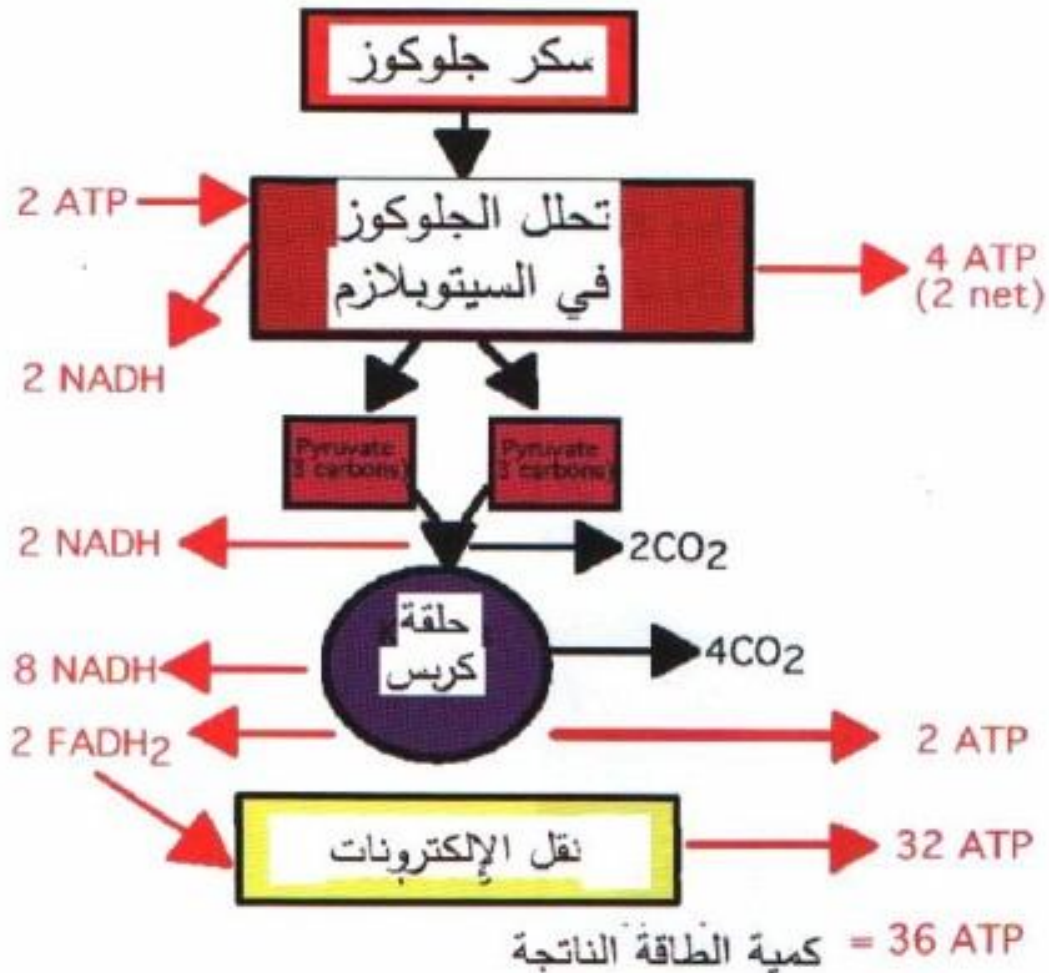 سكر جلوكوز
2 ATP
تحلل الجلوكوز
في السيتوبلازم
4 ATP
(2 net)
2 NADH
Pyruvate
3 carbons)
Pyruvate
3 carbons)
2 NADH
2CO2
حلقة
كربس
8 NADH
4CO2
2 FADH2
2 ATP
نقل الإلكترونات
32 ATP
كمية الطاقة الناتجة = 36 ATP